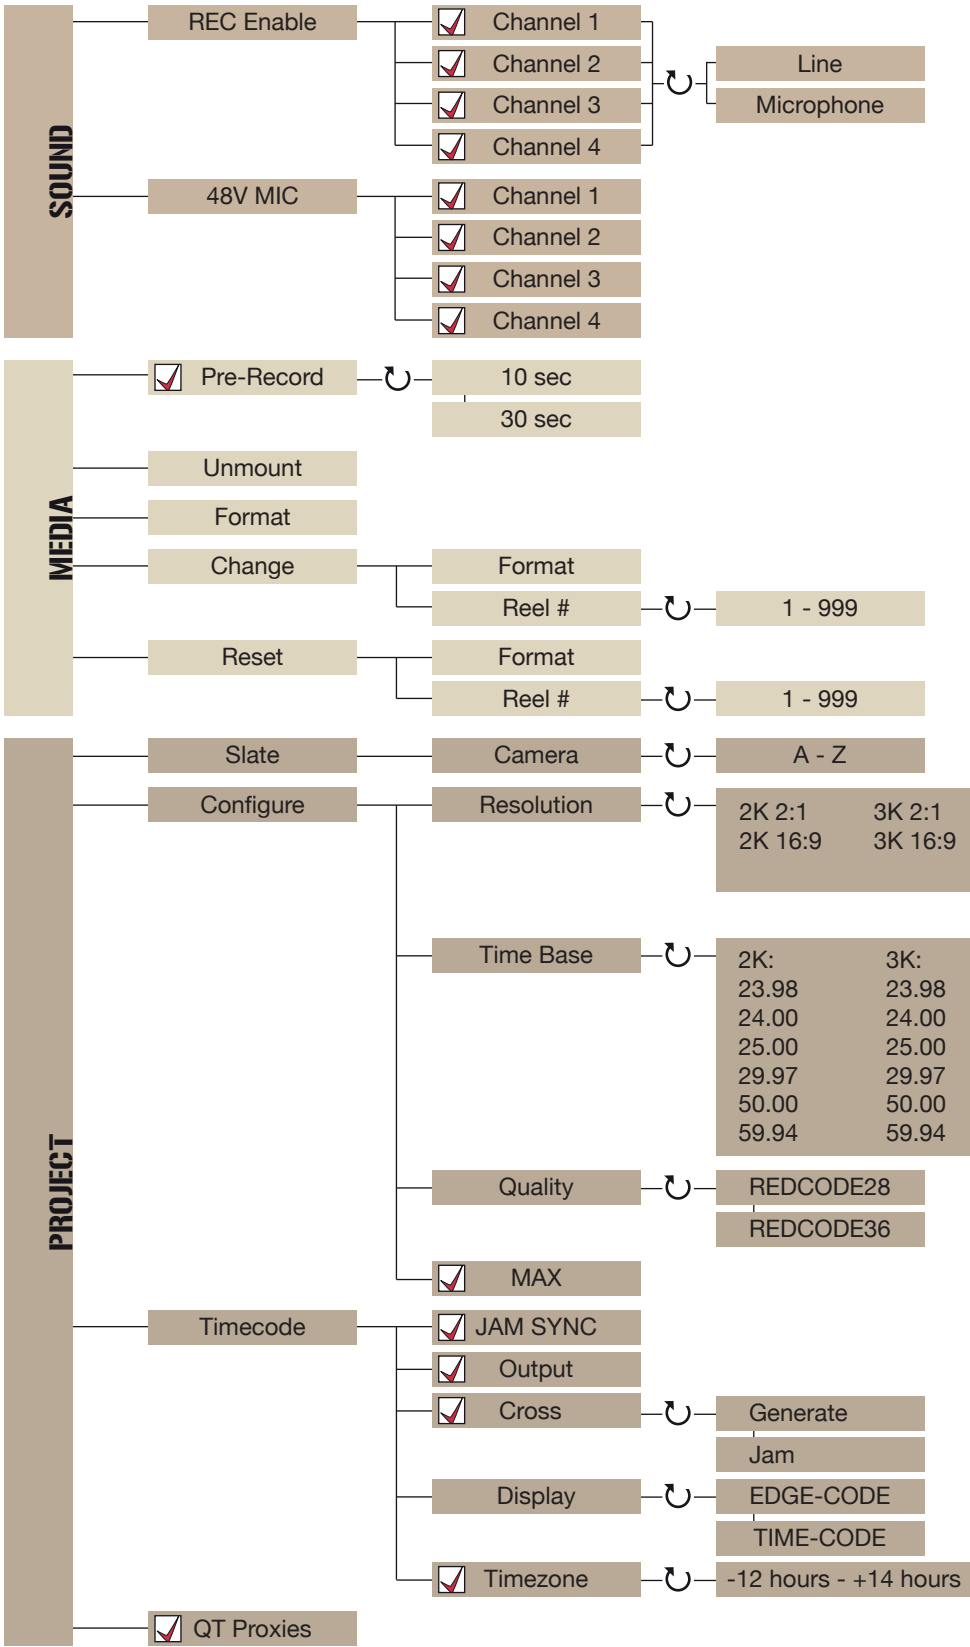 SOUND
REC Enable
Channel 1
Channel 2
Channel 3
Channel 4
Line
Microphone
48V MIC
Channel 1
Channel 2
Channel 3
Channel 4
MEDIA
Pre-Record
10 sec
30 sec
Unmount
Format
Change
Format
Reel #
1 - 999
Reset
Format
Reel #
1 - 999
PROJECT
Slate
Camera
A - Z
Configure
Resolution
2K 2:1 3K 2:1
2K 16:9 3K 16:9
Time Base
2K: 3K:
23.98 23.98
24.00 24.00
25.00 25.00
29.97 29.97
50.00 50.00
59.94 59.94
Quality
REDCODE28
REDCODE36
MAX
Timecode
JAM SYNC
Output
Cross
Generate
Jam
Display
EDGE-CODE
TIME-CODE
Timezone
-12 hours - +14 hours
QT Proxies